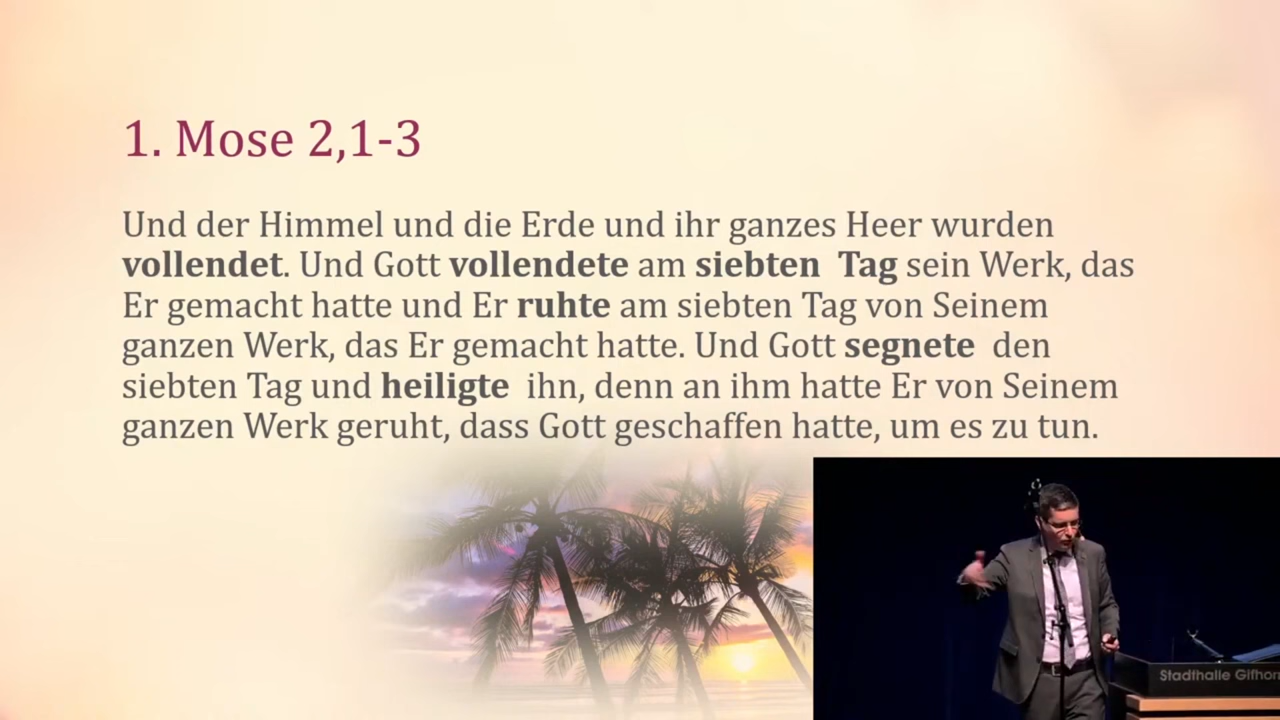 1. Mose 2,1-3
Und der Himmel und die Erde und ihr ganzes Heer wurden
vollendet. Und Gott vollendete am siebten Tag sein Werk, das
Er gemacht hatte und Er ruhte am siebten Tag von Seinem
ganzen Werk, das Er gemacht hatte. Und Gott segnete den
siebten Tag und heiligte ihn, denn an ihm hatte Er von Seinem
ganzen Werk geruht, dass Gott geschaffen hatte, um es zu tun.
Stadthalle Gifhor